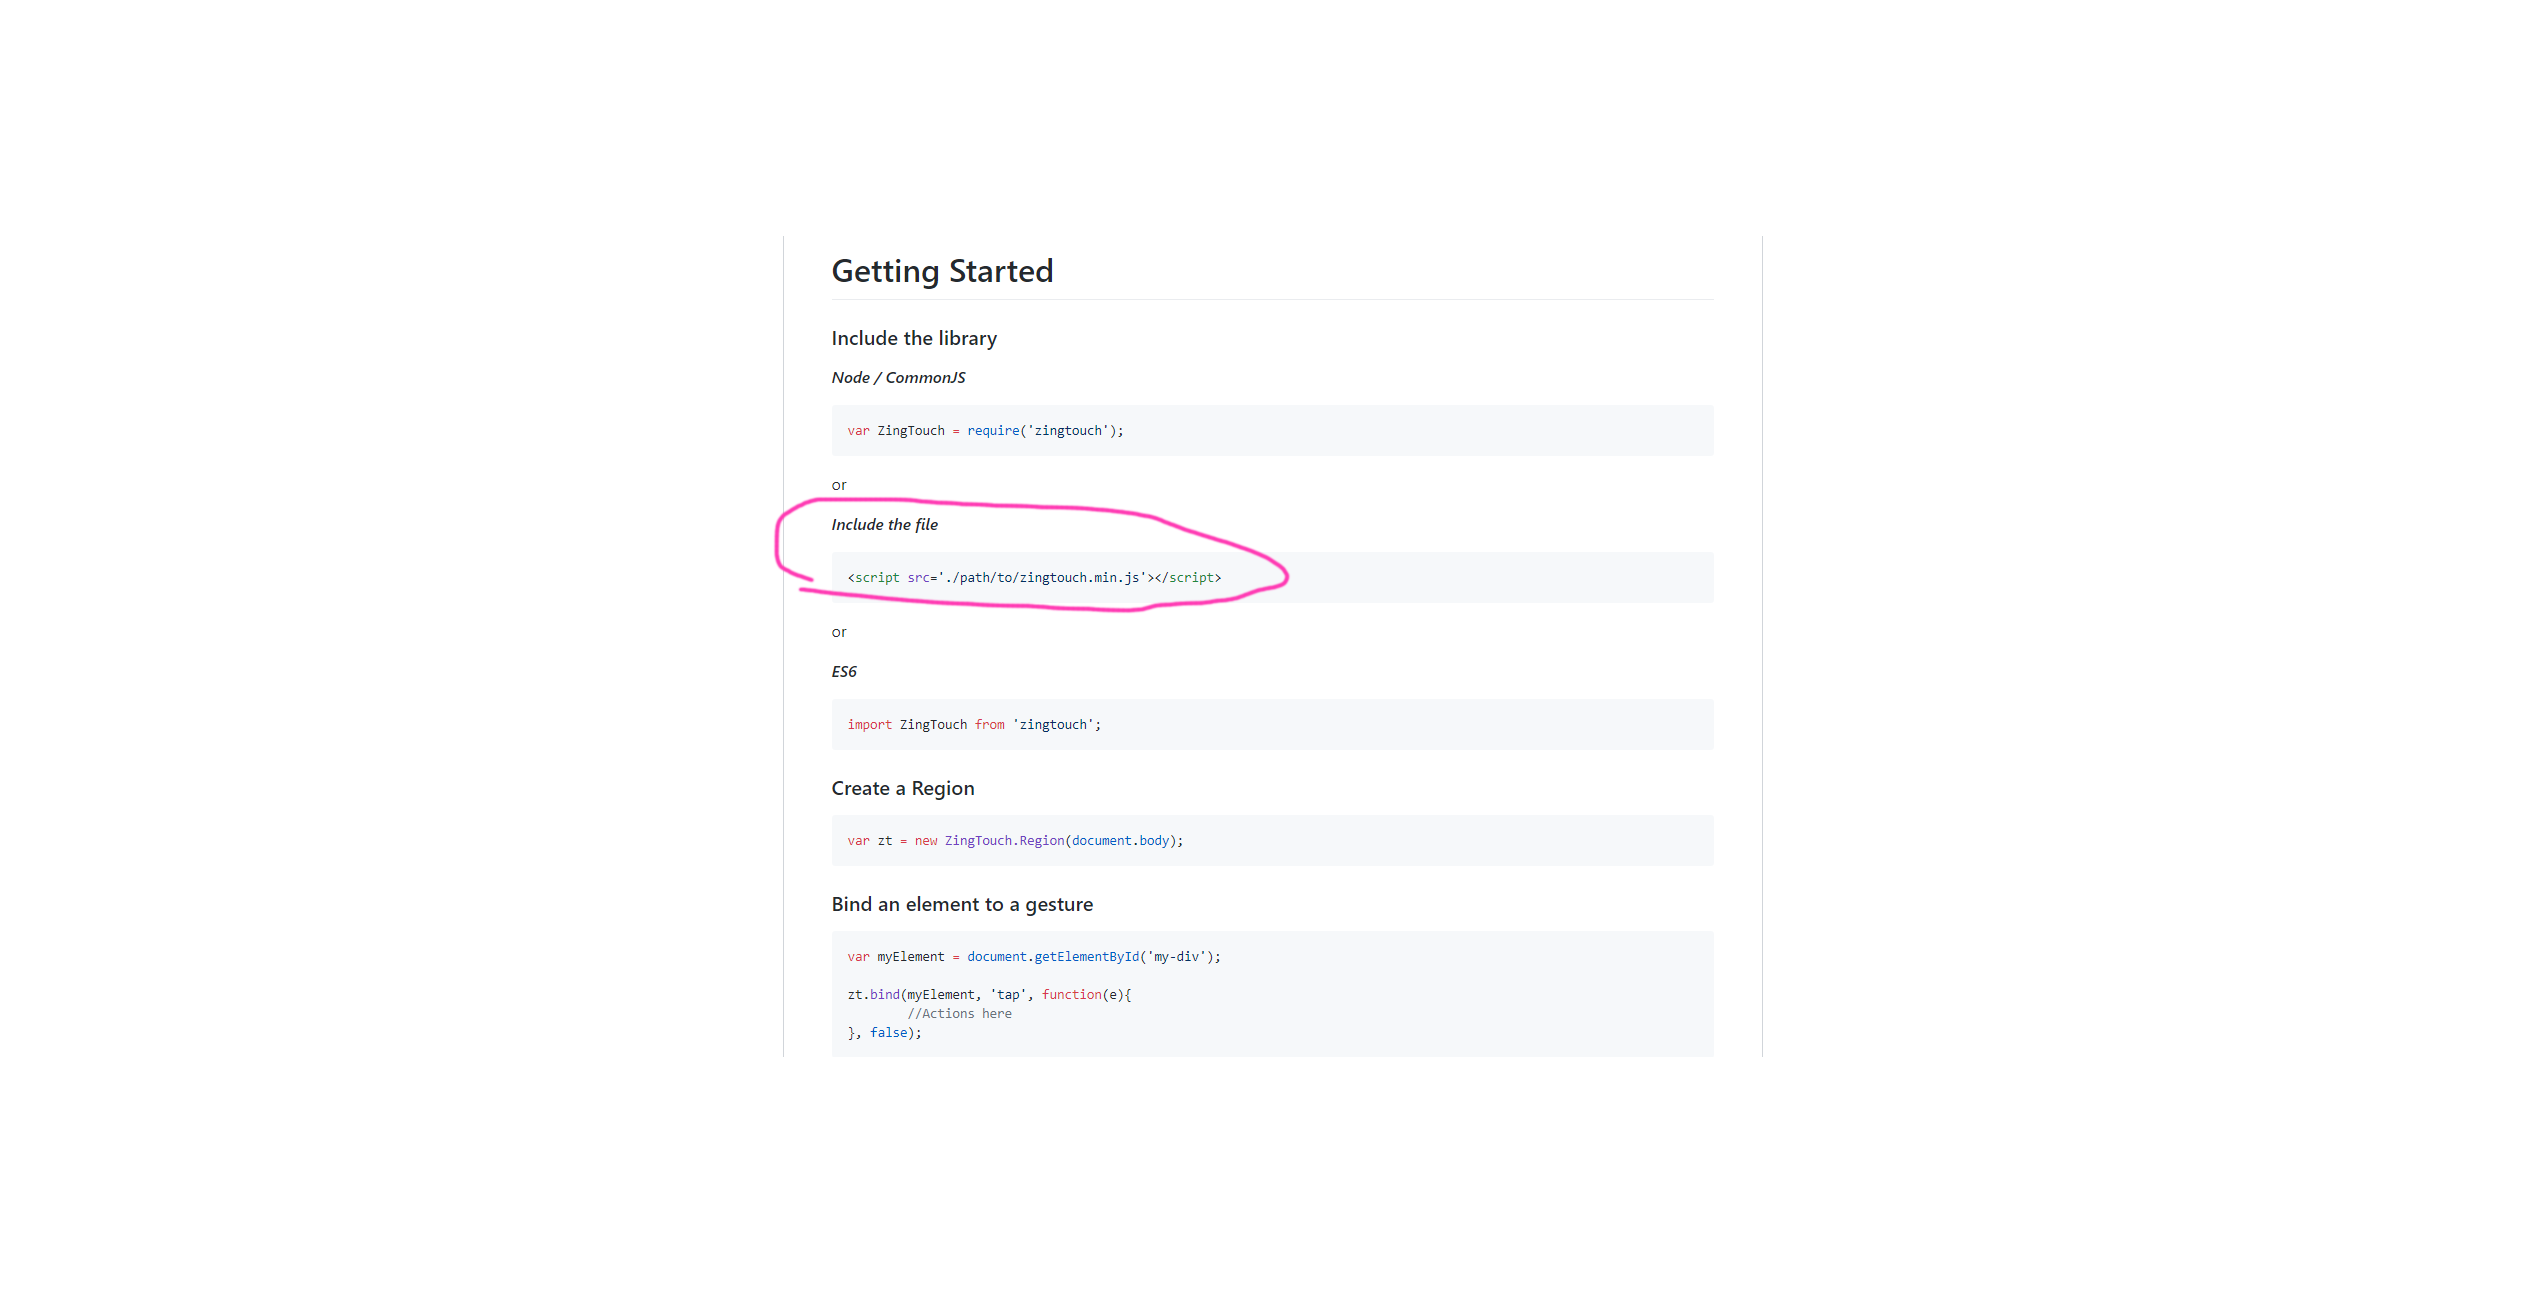 Getting Started
Include the library
Node / CommonJS
var ZingTouch = require('zingtouch');
or
Include the file
<script src='./path/to/zingtouch.min.js'></script>
or
ES6
import ZingTouch from 'zingtouch';
Create a Region
var zt = new ZingTouch.Region(document.body);
Bind an element to a gesture
var myElement = document.getElementById('my-div');
zt.bind(myElement, 'tap', function(e){
//Actions here
}, false);